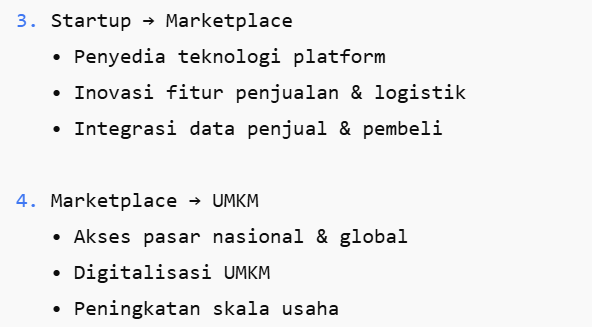 3. Startup → Marketplace
• Penyedia teknologi platform
• Inovasi fitur penjualan & logistik
• Integrasi data penjual & pembeli
4. Marketplace → UMKM
• Akses pasar nasional & global
• Digitalisasi UMKM
• Peningkatan skala usaha